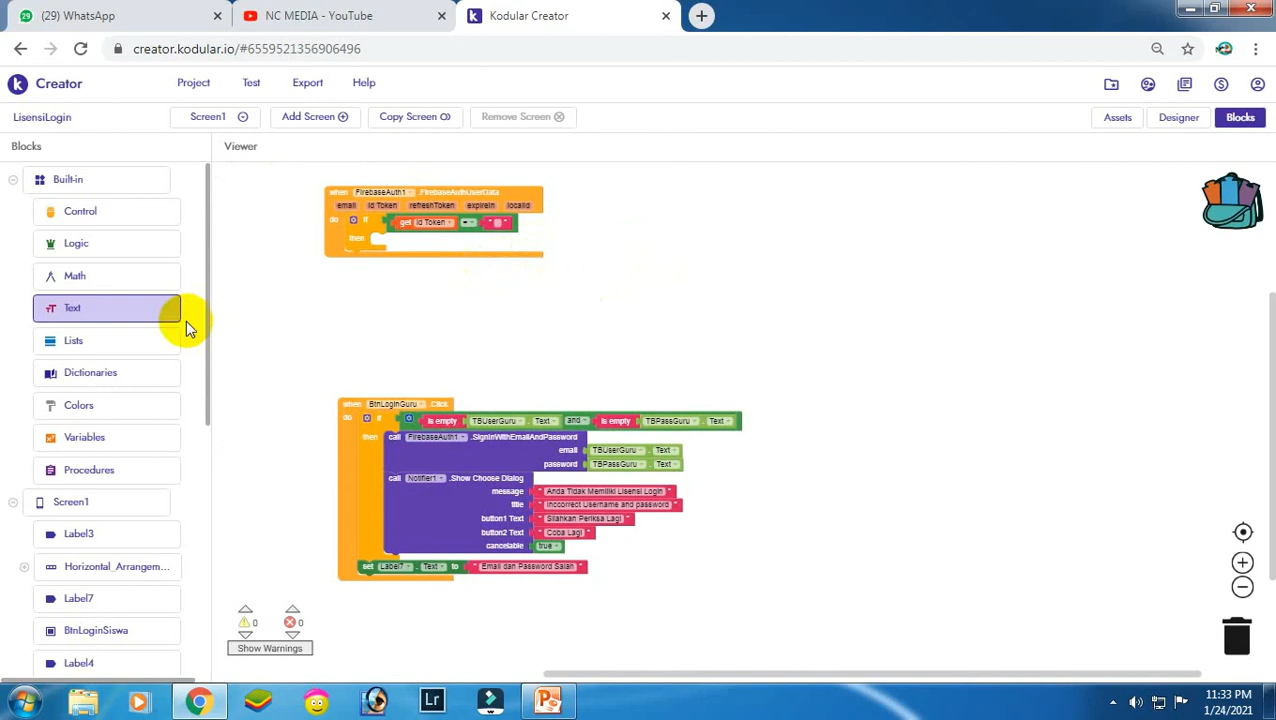 (29) WhatsApp
NC MEDIA - YouTube
Kodular Creator
creator.kodular.io/#6559521356906496
Creator
Project
Test
Export
Help
LisensiLogin
Screen1
Add Screen
Copy Screen
Remove Screen
Assets
Designer
Blocks
Blocks
Viewer
Built-in
Control
Logic
Math
Text
Lists
Dictionaries
Colors
Variables
Procedures
Screen1
Label3
Horizontal_Arrangem...
Label7
BtnLoginSiswa
Label4
when FirebaseAuth1 .FirebaseAuthUserData
email id Token refreshToken expireIn localId
do if get id Token = " "
then
when BtnLoginGuru .Click
do if is empty TBUserGuru . Text and is empty TBPassGuru . Text
then call FirebaseAuth1 .SignInWithEmailAndPassword
email TBUserGuru . Text
password TBPassGuru . Text
call Notifier1 .Show Choose Dialog
message " Anda Tidak Memiliki Lisensi Login "
title " Inccorrect Username and password "
button1 Text " Silahkan Periksa Lagi "
button2 Text " Coba Lagi "
cancelable true
set Label7 . Text to " Email dan Password Salah "
0 0
Show Warnings
11:33 PM
1/24/2021